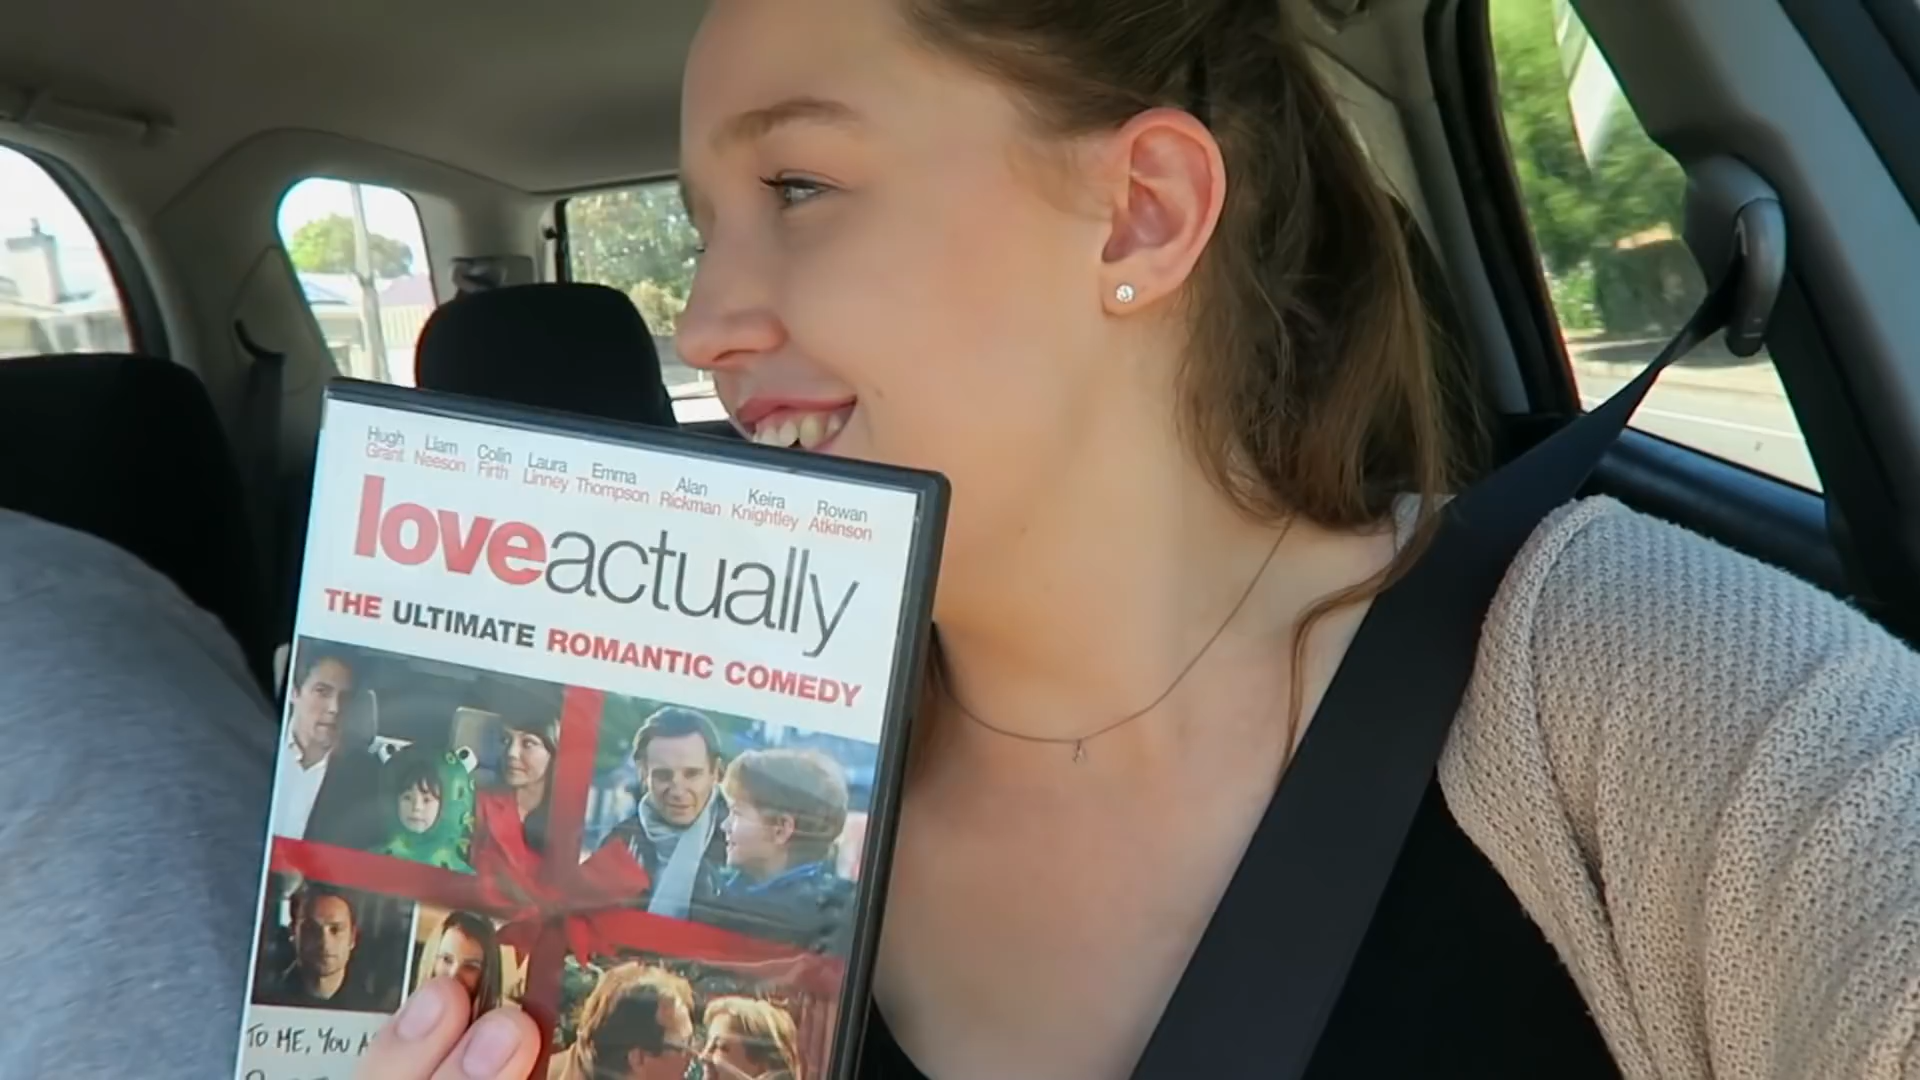 Hugh Liam Colin Laura Emma Alan Keira Rowan
Grant Neeson Firth Linney Thompson Rickman Knightley Atkinson
loveactually
THE ULTIMATE ROMANTIC COMEDY
TO ME, YOU